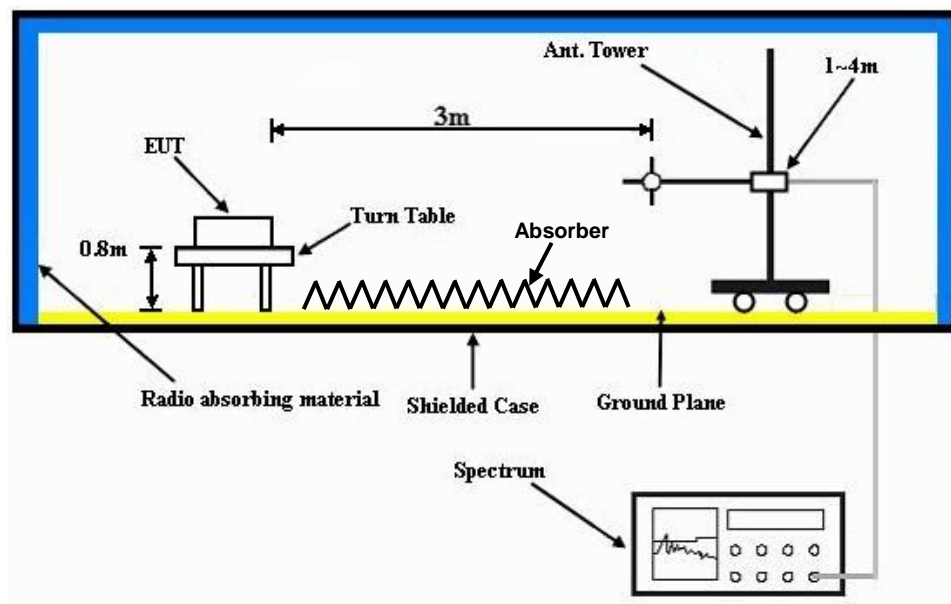 Ant. Tower
1~4m
3m
EUT
Turn Table
0.8m
Absorber
Radio absorbing material
Shielded Case
Ground Plane
Spectrum